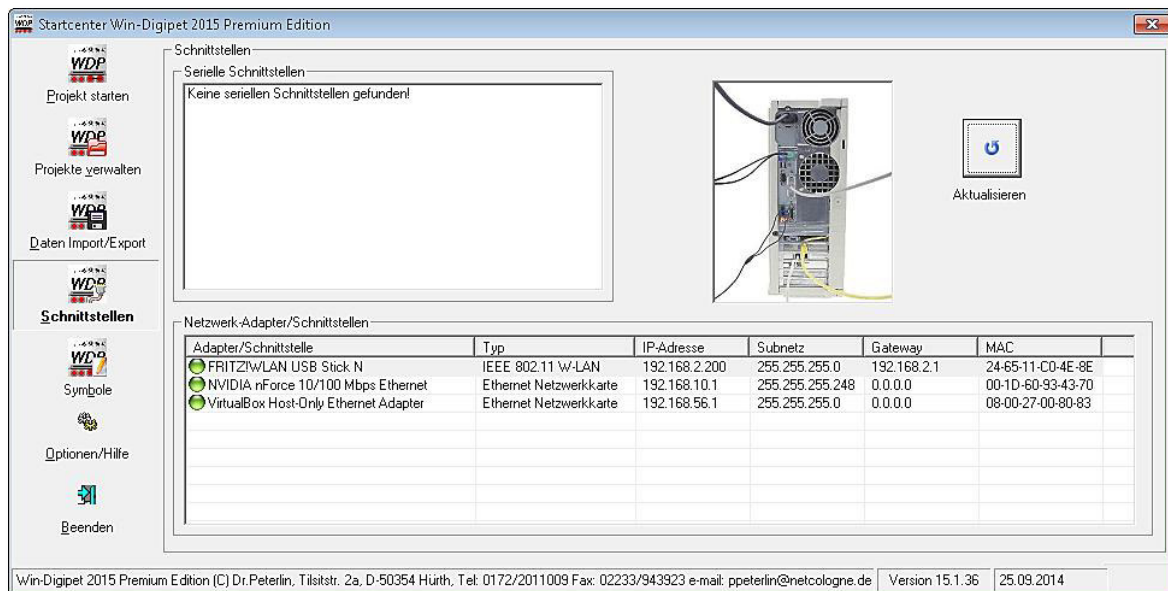 Startcenter Win-Digipet 2015 Premium Edition
WDP
Projekt starten
WDP
Projekte verwalten
WDP
Daten Import/Export
WDP
Schnittstellen
WDP
Symbole
Optionen/Hilfe
Beenden
Schnittstellen
Serielle Schnittstellen
Keine seriellen Schnittstellen gefunden!
Aktualisieren
Netzwerk-Adapter/Schnittstellen
Adapter/Schnittstelle Typ IP-Adresse Subnetz Gateway MAC
FRITZ!WLAN USB Stick N IEEE 802.11 W-LAN 192.168.2.200 255.255.255.0 192.168.2.1 24-65-11-C0-4E-8E
NVIDIA nForce 10/100 Mbps Ethernet Ethernet Netzwerkkarte 192.168.10.1 255.255.255.248 0.0.0.0 00-1D-60-93-43-70
VirtualBox Host-Only Ethernet Adapter Ethernet Netzwerkkarte 192.168.56.1 255.255.255.0 0.0.0.0 08-00-27-00-80-83
Win-Digipet 2015 Premium Edition (C) Dr.Peterlin, Tilsitstr. 2a, D-50354 Hürth, Tel: 0172/2011009 Fax: 02233/943923 e-mail: ppeterlin@netcologne.de Version 15.1.36 25.09.2014